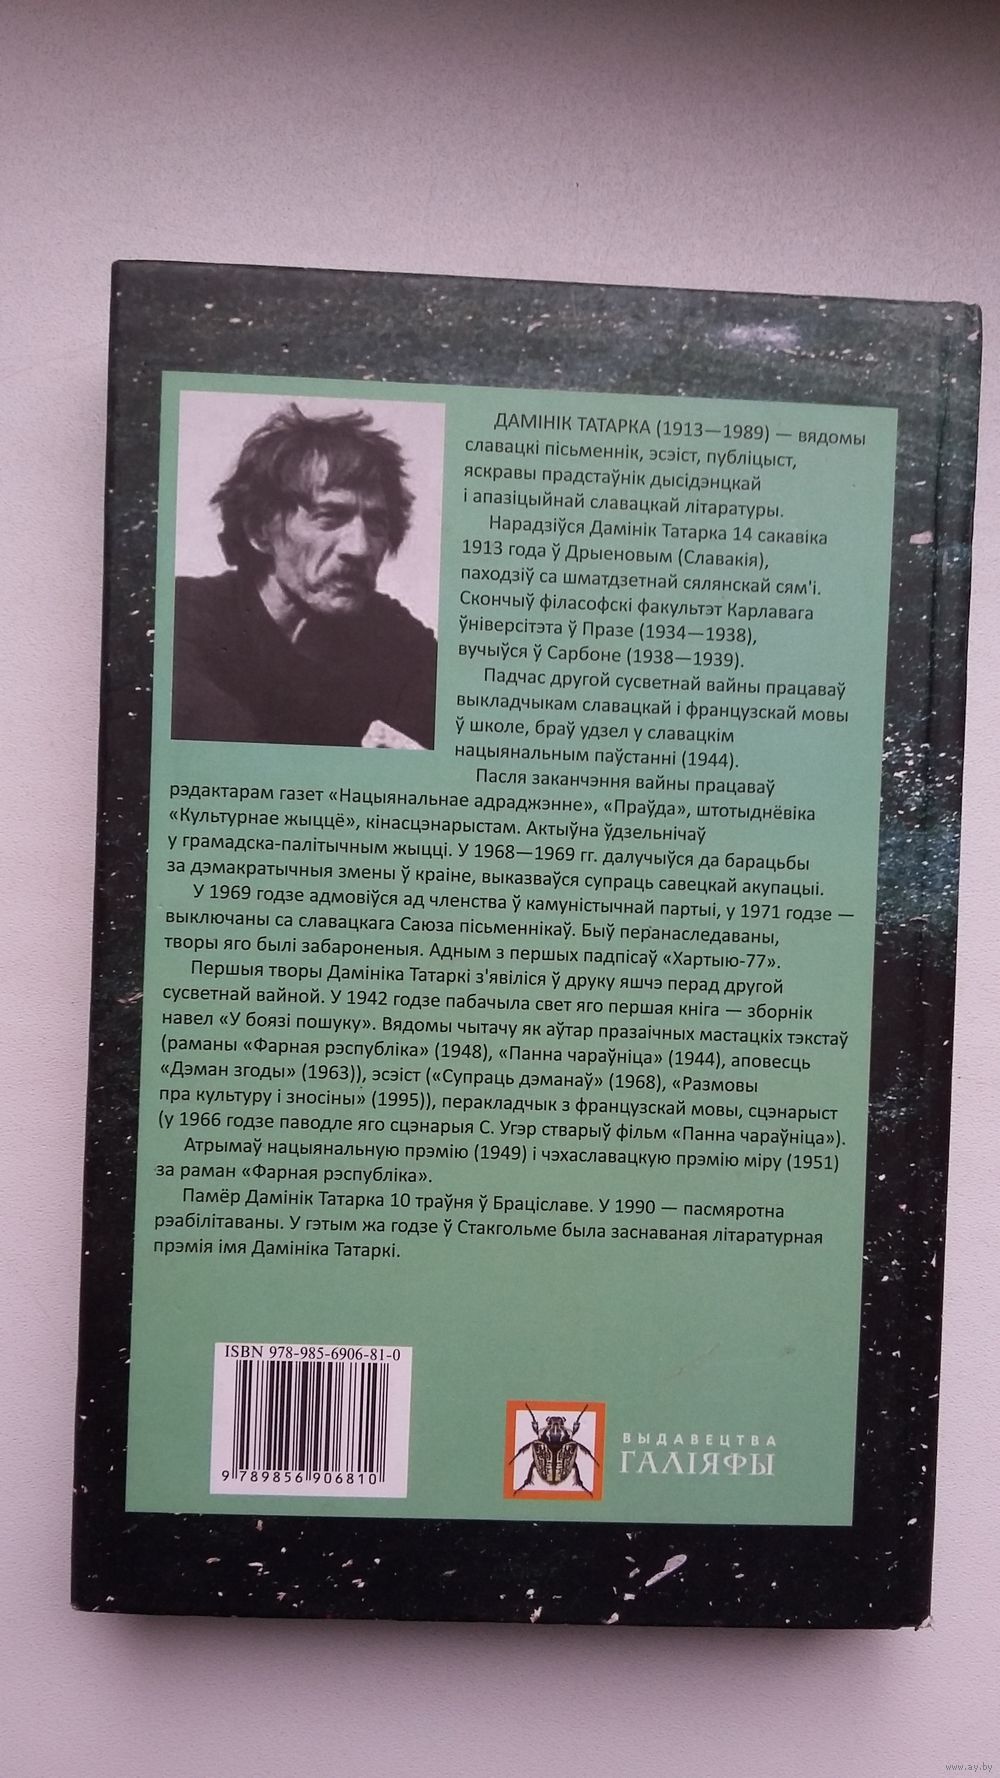 ДАМІНІК ТАТАРКА (1913—1989) — вядомы
славацкі пісьменнік, эсэіст, публіцыст,
яскравы прадстаўнік дысідэнцкай
і апазіцыйнай славацкай літаратуры.
Нарадзіўся Дамінік Татарка 14 сакавіка
1913 года ў Дрыеновым (Славакія),
паходзіў са шматдзетнай сялянскай сям'і.
Скончыў філасофскі факультэт Карлавага
ўніверсітэта ў Празе (1934—1938),
вучыўся ў Сарбоне (1938—1939).
Падчас другой сусветнай вайны працаваў
выкладчыкам славацкай і французскай мовы
ў школе, браў удзел у славацкім
нацыянальным паўстанні (1944).
Пасля заканчэння вайны працаваў
рэдактарам газет «Нацыянальнае адраджэнне», «Праўда», штотыднёвіка
«Культурнае жыццё», кінасцэнарыстам. Актыўна ўдзельнічаў
у грамадска-палітычным жыцці. У 1968—1969 гг. далучыўся да барацьбы
за дэмакратычныя змены ў краіне, выказваўся супраць савецкай акупацыі.
У 1969 годзе адмовіўся ад членства ў камуністычнай партыі, у 1971 годзе —
выключаны са славацкага Саюза пісьменнікаў. Быў перанаследаваны,
творы яго былі забароненыя. Адным з першых падпісаў «Хартыю-77».
Першыя творы Дамініка Татаркі з'явіліся ў друку яшчэ перад другой
сусветнай вайной. У 1942 годзе пабачыла свет яго першая кніга — зборнік
навел «У боязі пошуку». Вядомы чытачу як аўтар празаічных мастацкіх тэкстаў
(раманы «Фарная рэспубліка» (1948), «Панна чараўніца» (1944), аповесць
«Дэман згоды» (1963)), эсэіст («Супраць дэманаў» (1968), «Размовы
пра культуру і зносіны» (1995)), перакладчык з французскай мовы, сцэнарыст
(у 1966 годзе паводле яго сцэнарыя С. Угэр стварыў фільм «Панна чараўніца»).
Атрымаў нацыянальную прэмію (1949) і чэхаславацкую прэмію міру (1951)
за раман «Фарная рэспубліка».
Памёр Дамінік Татарка 10 траўня ў Браціславе. У 1990 — пасмяротна
рэабілітаваны. У гэтым жа годзе ў Стакгольме была заснаваная літаратурная
прэмія імя Дамініка Татаркі.
ISBN 978-985-6906-81-0
9 789856 906810
ВЫДАВЕЦТВА
ГАЛІЯФЫ
www.ay.by